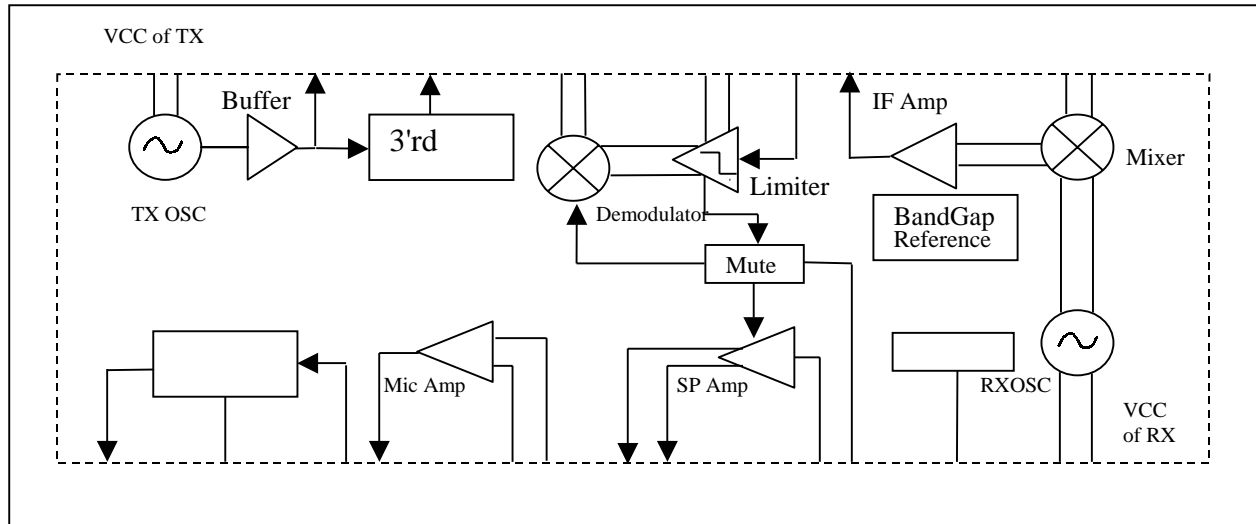 VCC of TX
Buffer
IF Amp
3'rd
Mixer
Limiter
TX OSC
Demodulator
BandGap
Reference
Mute
Mic Amp
SP Amp
RXOSC
VCC
of RX